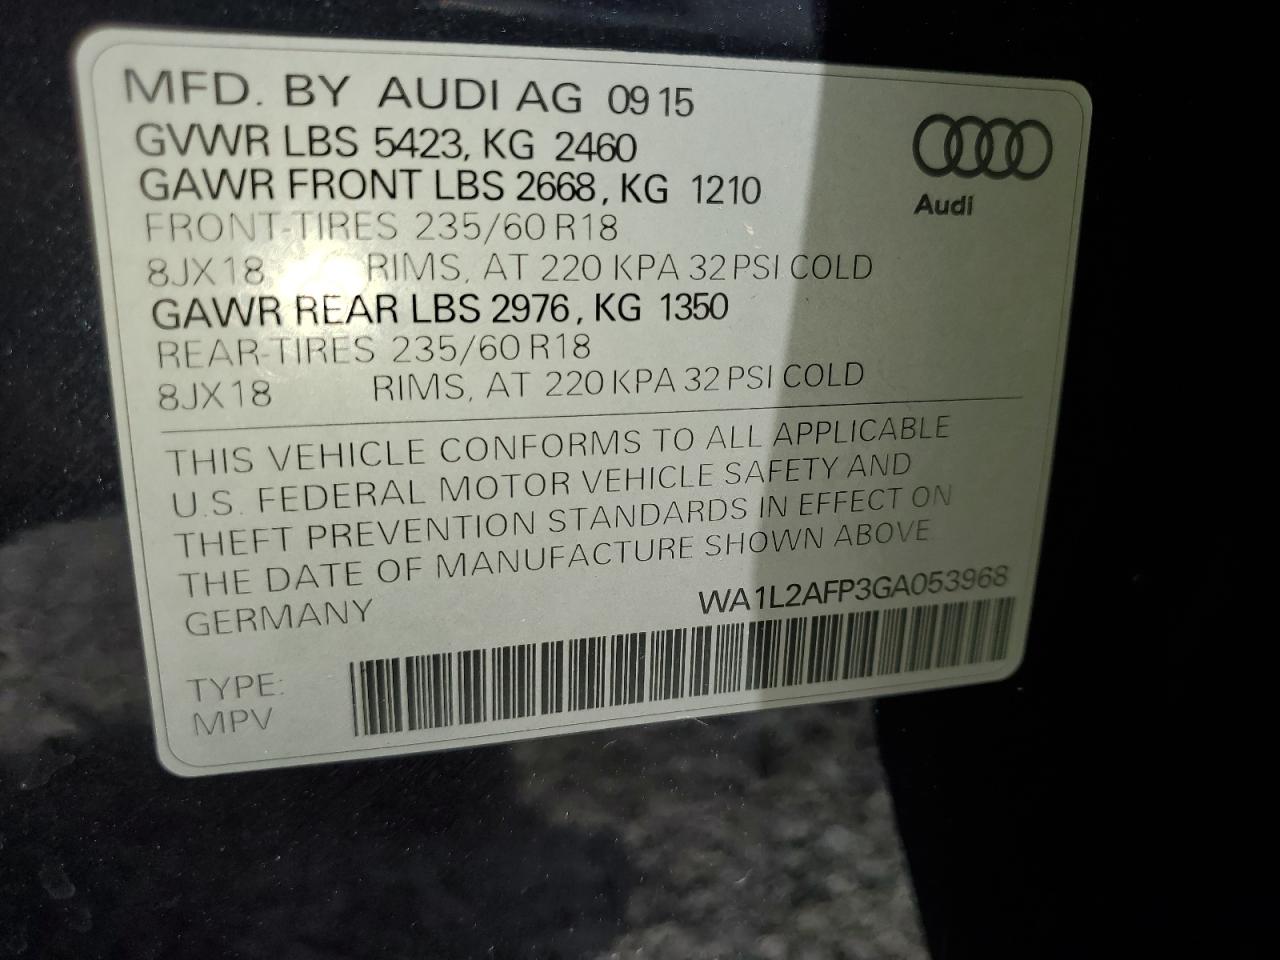 MFD. BY AUDI AG 0915
GVWR LBS 5423, KG 2460
GAWR FRONT LBS 2668, KG 1210
FRONT-TIRES 235/60 R18
8JX18 RIMS, AT 220 KPA 32 PSI COLD
GAWR REAR LBS 2976, KG 1350
REAR-TIRES 235/60 R18
8JX18 RIMS, AT 220 KPA 32 PSI COLD
Audi
THIS VEHICLE CONFORMS TO ALL APPLICABLE
U.S. FEDERAL MOTOR VEHICLE SAFETY AND
THEFT PREVENTION STANDARDS IN EFFECT ON
THE DATE OF MANUFACTURE SHOWN ABOVE
GERMANY
WA1L2AFP3GA053968
TYPE:
MPV